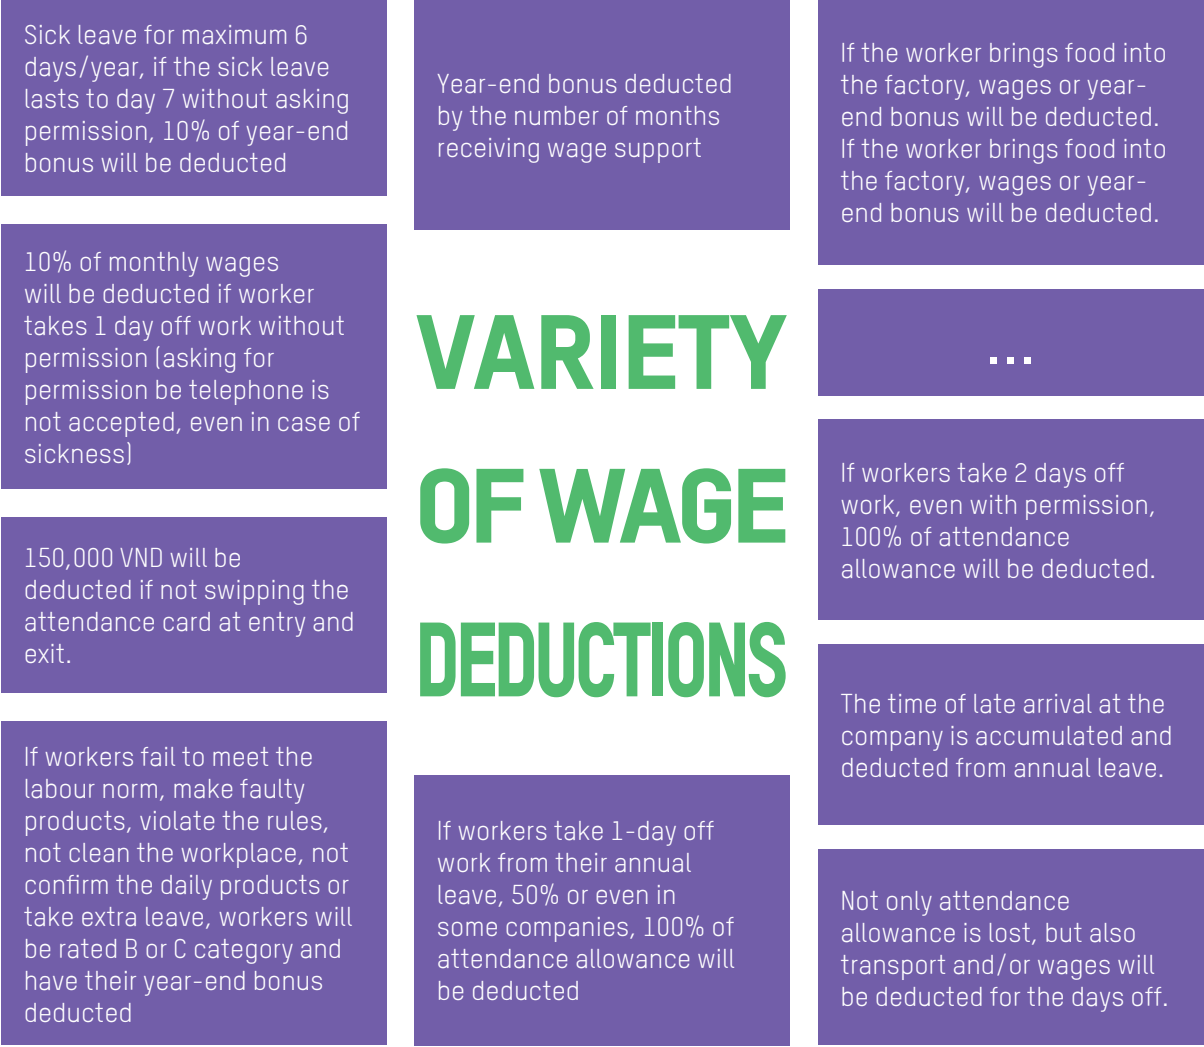 Sick leave for maximum 6
days/year, if the sick leave
lasts to day 7 without asking
permission, 10% of year-end
bonus will be deducted
10% of monthly wages
will be deducted if worker
takes 1 day off work without
permission (asking for
permission be telephone is
not accepted, even in case of
sickness)
150,000 VND will be
deducted if not swipping the
attendance card at entry and
exit.
If workers fail to meet the
labour norm, make faulty
products, violate the rules,
not clean the workplace, not
confirm the daily products or
take extra leave, workers will
be rated B or C category and
have their year-end bonus
deducted
Year-end bonus deducted
by the number of months
receiving wage support
VARIETY
OF WAGE
DEDUCTIONS
If workers take 1-day off
work from their annual
leave, 50% or even in
some companies, 100% of
attendance allowance will
be deducted
If the worker brings food into
the factory, wages or year-
end bonus will be deducted.
If the worker brings food into
the factory, wages or year-
end bonus will be deducted.
...
If workers take 2 days off
work, even with permission,
100% of attendance
allowance will be deducted.
The time of late arrival at the
company is accumulated and
deducted from annual leave.
Not only attendance
allowance is lost, but also
transport and/or wages will
be deducted for the days off.